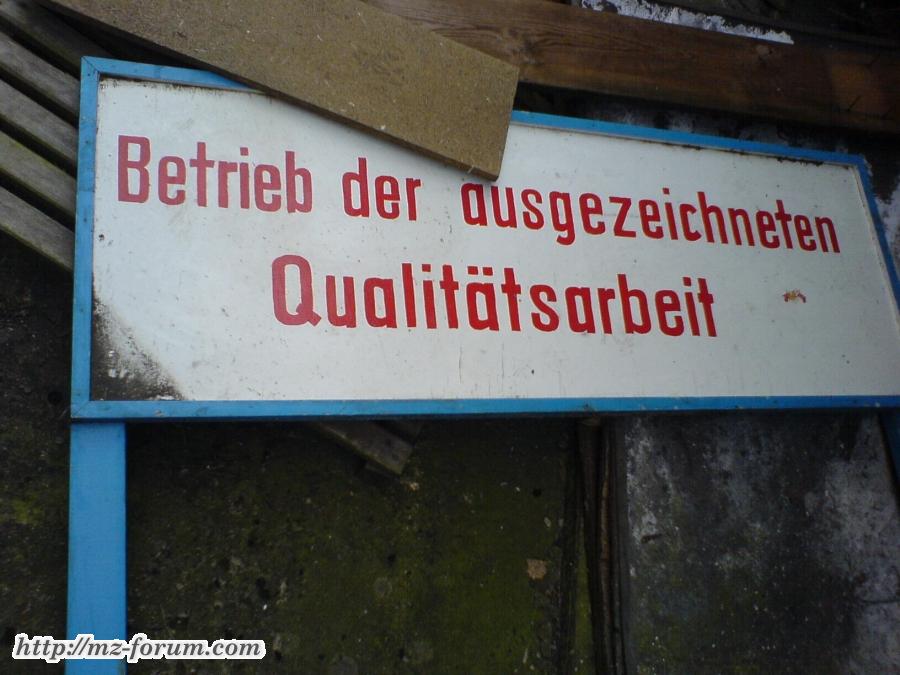 Betrieb der ausgezeichneten
Qualitätsarbeit
http://mz-forum.com